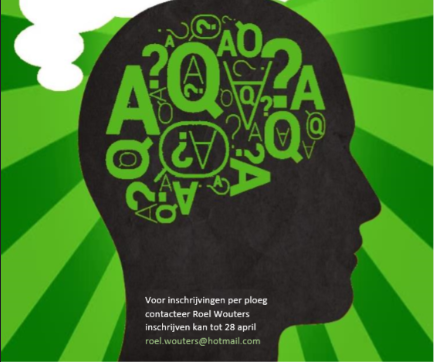 Voor inschrijvingen per ploeg
contacteer Roel Wouters
inschrijven kan tot 28 april
roel.wouters@hotmail.com